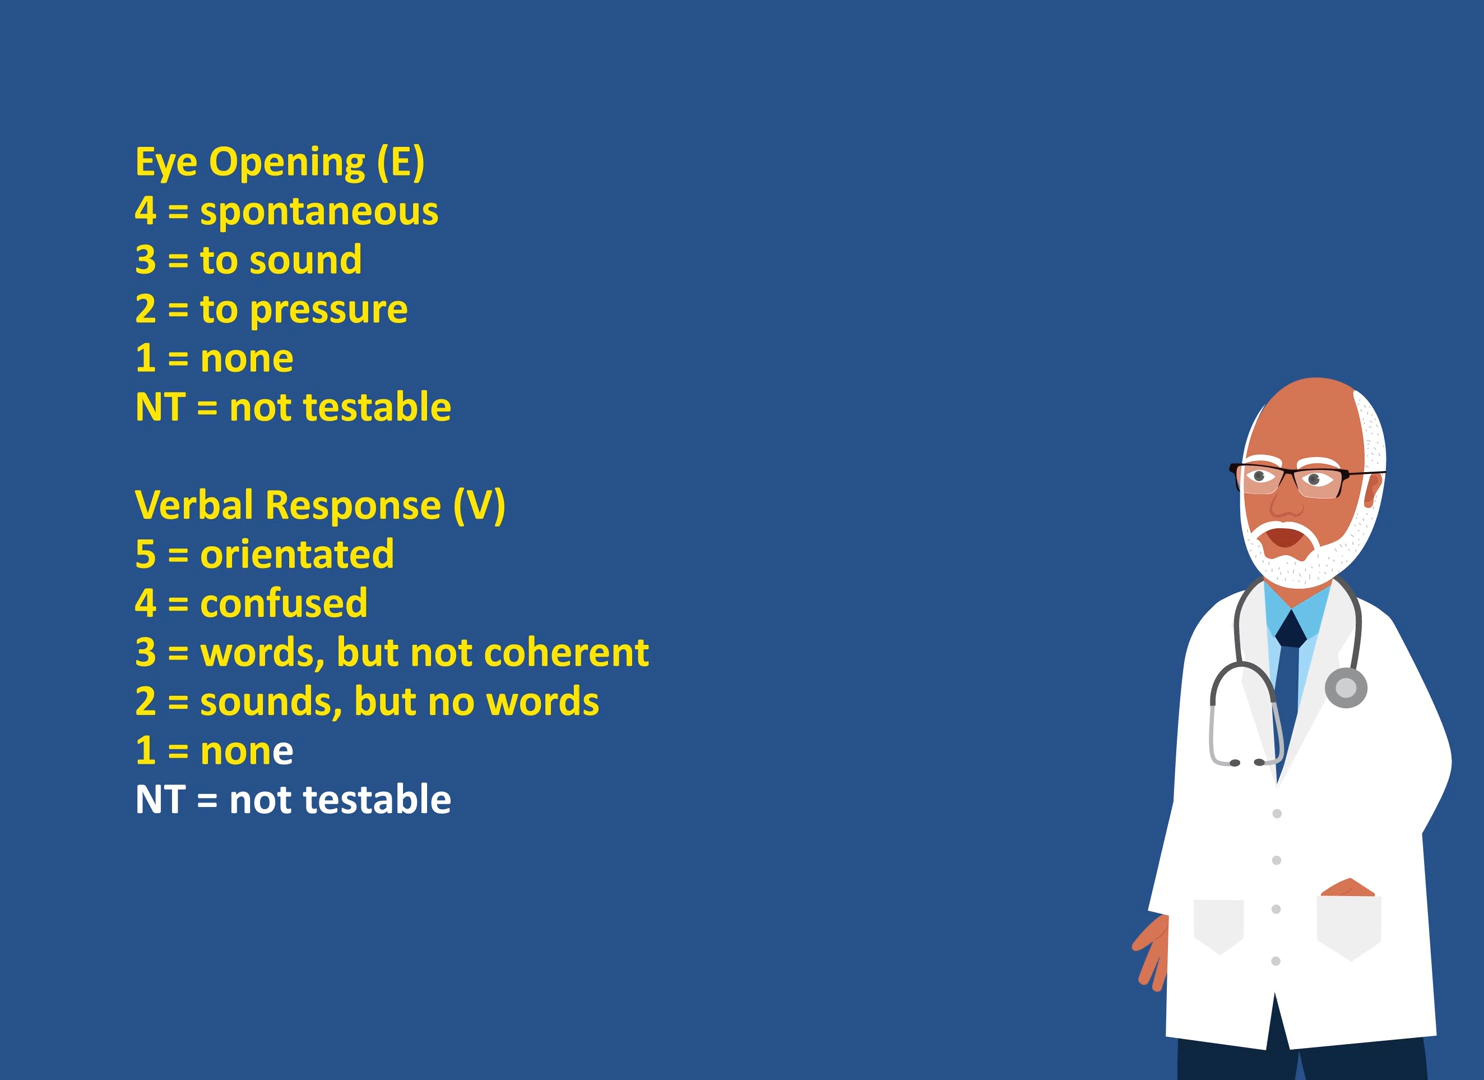 Eye Opening (E)
4 = spontaneous
3 = to sound
2 = to pressure
1 = none
NT = not testable
Verbal Response (V)
5 = orientated
4 = confused
3 = words, but not coherent
2 = sounds, but no words
1 = none
NT = not testable